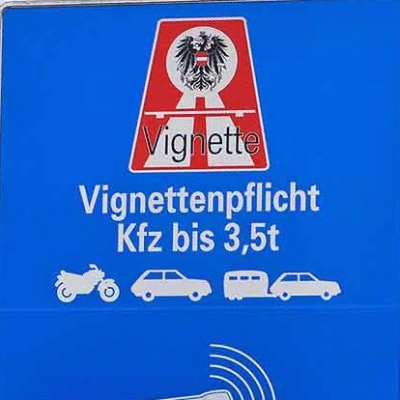 Vignette
Vignettenpflicht
Kfz bis 3,5t